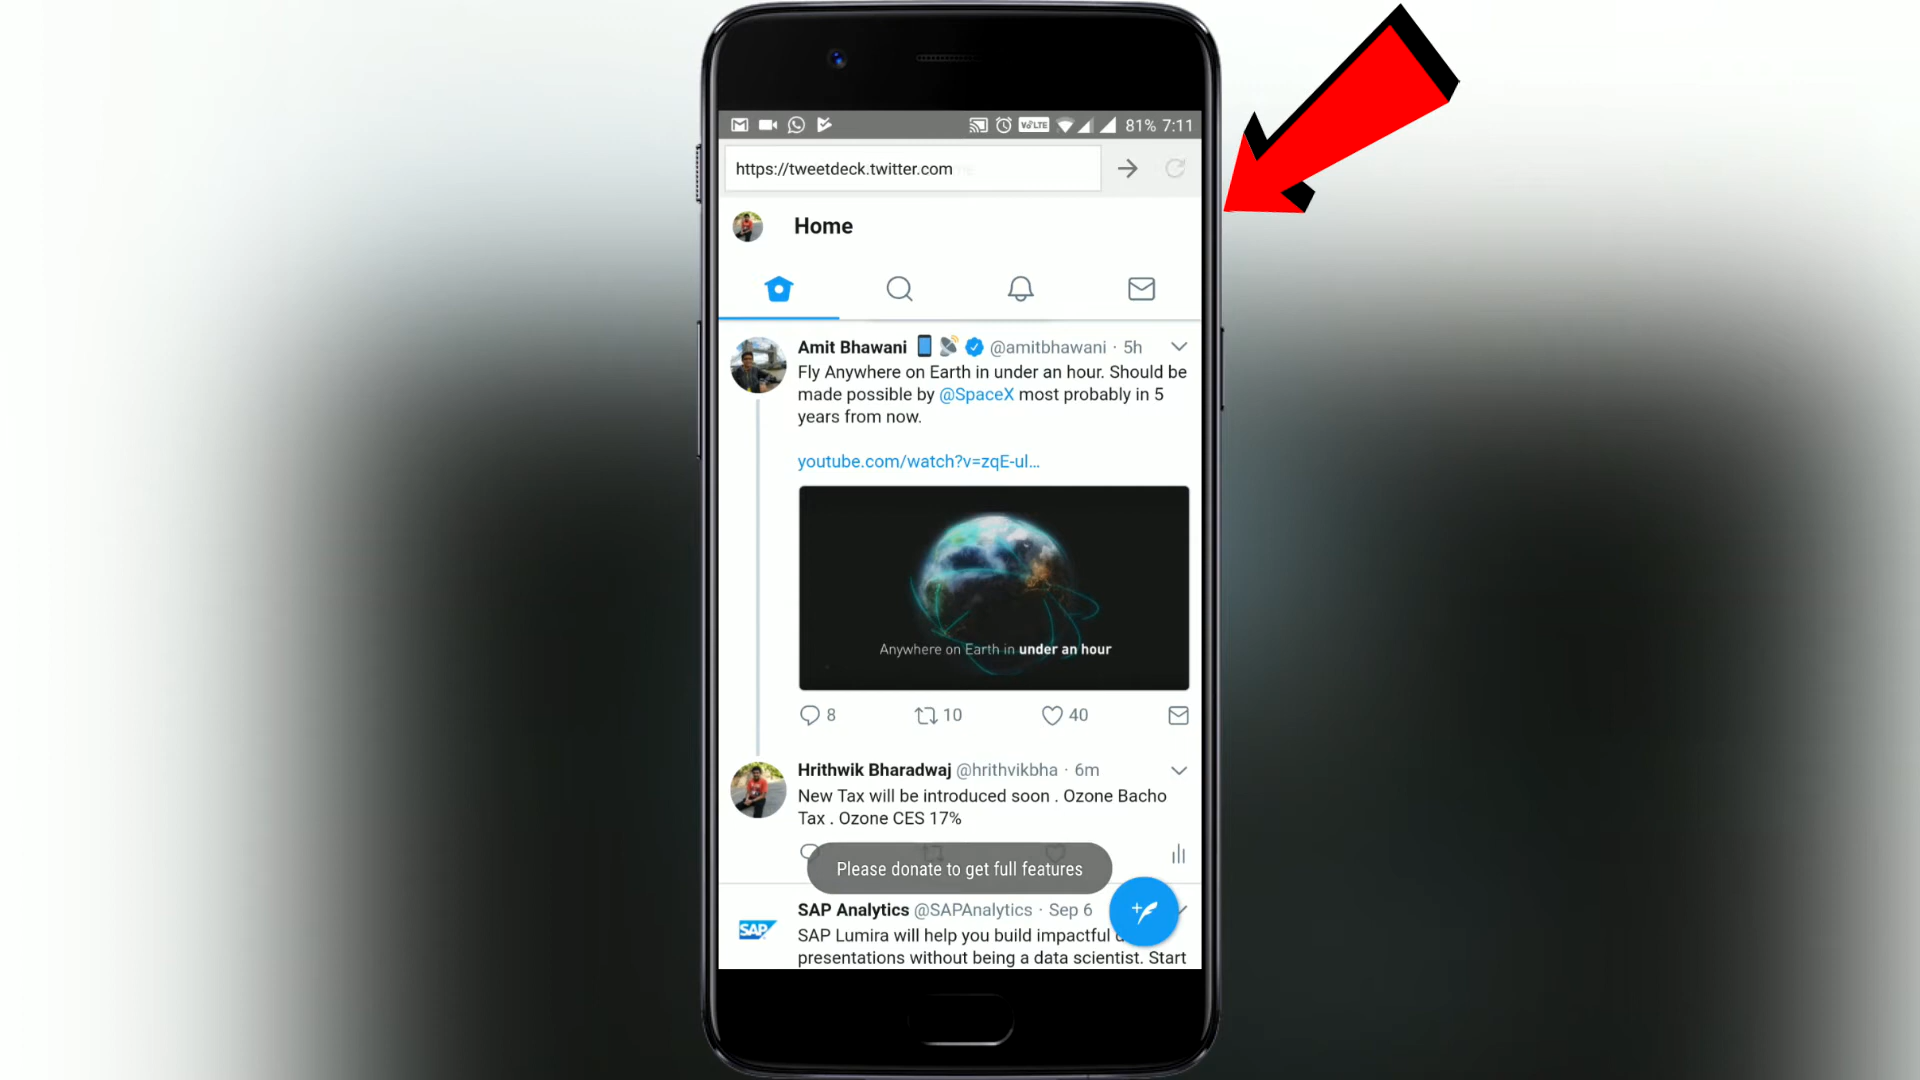 VoLTE 81% 7:11
https://tweetdeck.twitter.com
Home
Amit Bhawani @amitbhawani · 5h
Fly Anywhere on Earth in under an hour. Should be
made possible by @SpaceX most probably in 5
years from now.
youtube.com/watch?v=zqE-ul...
Anywhere on Earth in under an hour
8 10 40
Hrithwik Bharadwaj @hrithvikbha · 6m
New Tax will be introduced soon . Ozone Bacho
Tax . Ozone CES 17%
Please donate to get full features
SAP Analytics @SAPAnalytics · Sep 6
SAP
SAP Lumira will help you build impactful
presentations without being a data scientist. Start